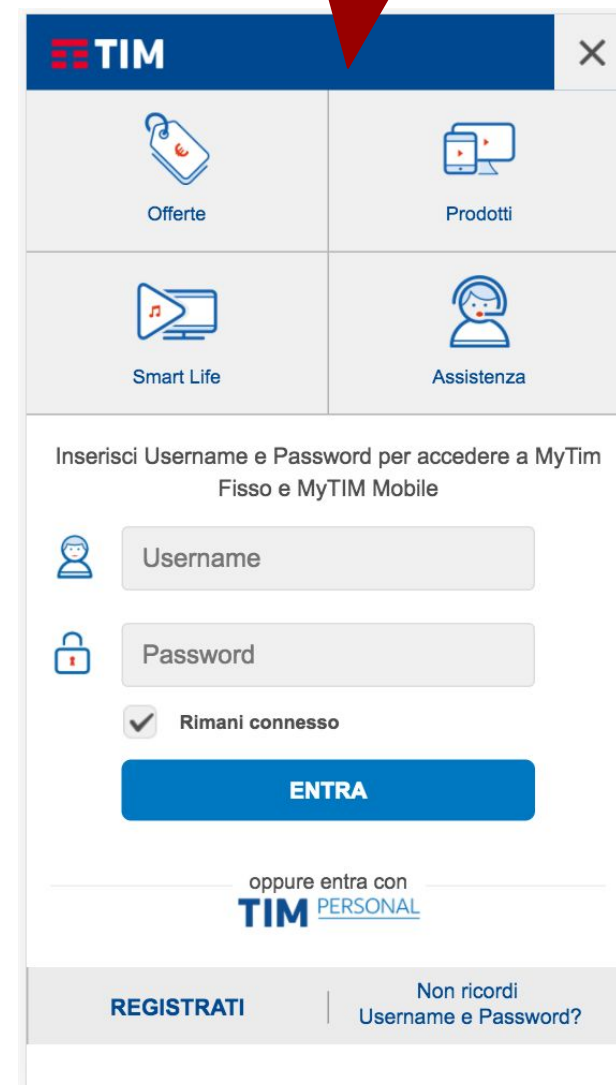 TIM
Offerte
Prodotti
Smart Life
Assistenza
Inserisci Username e Password per accedere a MyTim
Fisso e MyTIM Mobile
Username
Password
Rimani connesso
ENTRA
oppure entra con
TIM PERSONAL
REGISTRATI
Non ricordi
Username e Password?